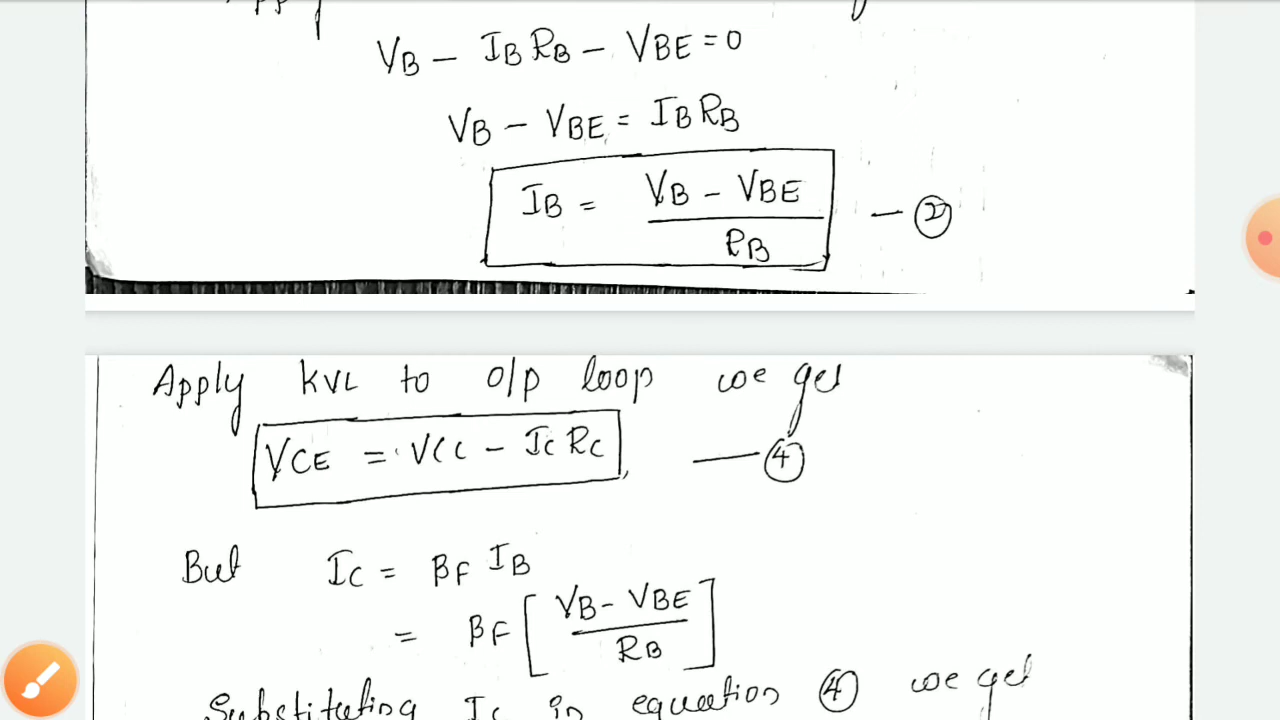 VB - IB RB - VBE = 0
VB - VBE = IB RB
IB = VB - VBE / RB - ②
Apply KVL to o/p loop we get
VCE = VCC - IC RC, - ④
But IC = βF IB
= βF [ VB - VBE / RB ]
Substituting Ic in equation ④ we get